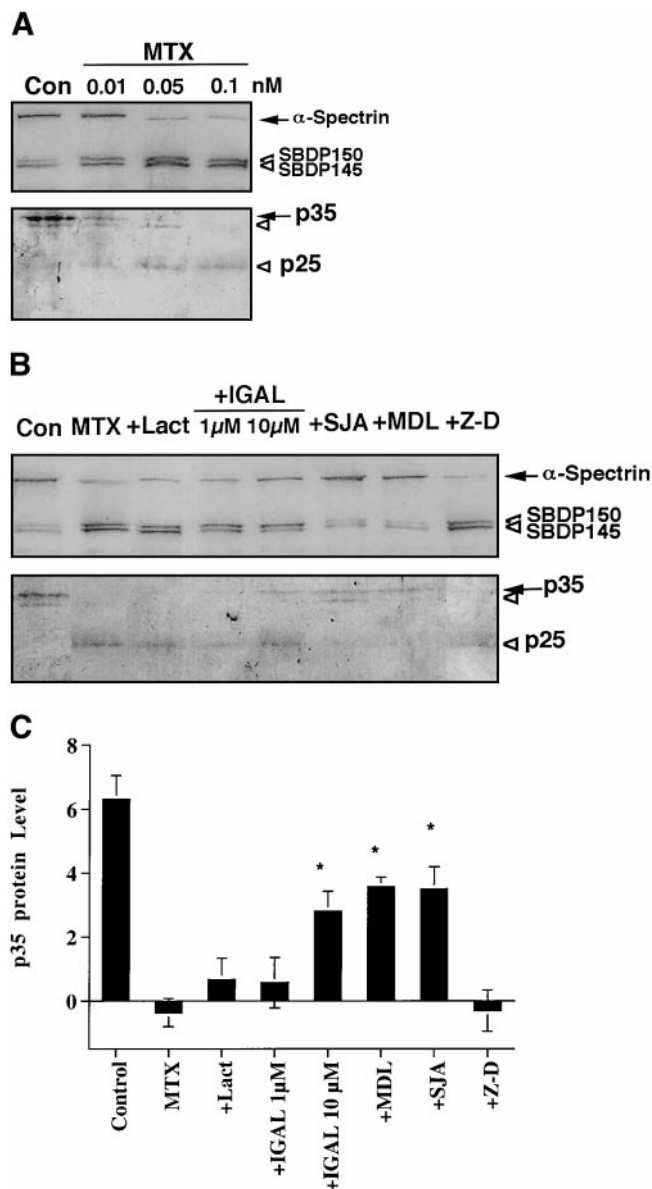 A
MTX
Con 0.01 0.05 0.1 nM
α-Spectrin
SBDP150
SBDP145
p35
p25
B
+IGAL
Con MTX +Lact 1μM 10μM +SJA +MDL +Z-D
α-Spectrin
SBDP150
SBDP145
p35
p25
C
p35 protein Level
8
6
4
2
0
* * *
Control
MTX
+Lact
+IGAL 1μM
+IGAL 10 μM
+MDL
+SJA
+Z-D